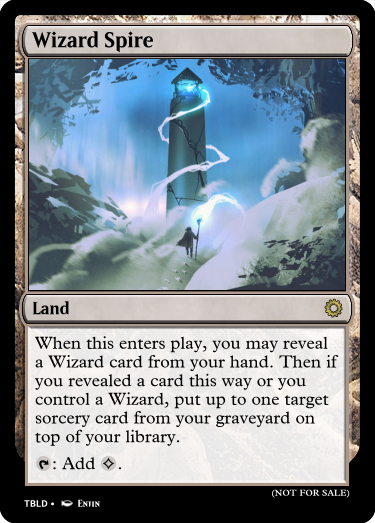 Wizard Spire
Land
When this enters play, you may reveal
a Wizard card from your hand. Then if
you revealed a card this way or you
control a Wizard, put up to one target
sorcery card from your graveyard on
top of your library.
: Add .
(NOT FOR SALE)
TBLD • Enfin